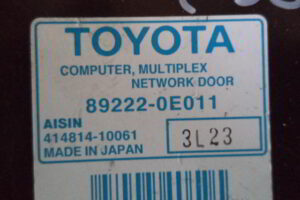 TOYOTA
COMPUTER, MULTIPLEX
NETWORK DOOR
89222-0E011
AISIN
414814-10061
MADE IN JAPAN
3L23